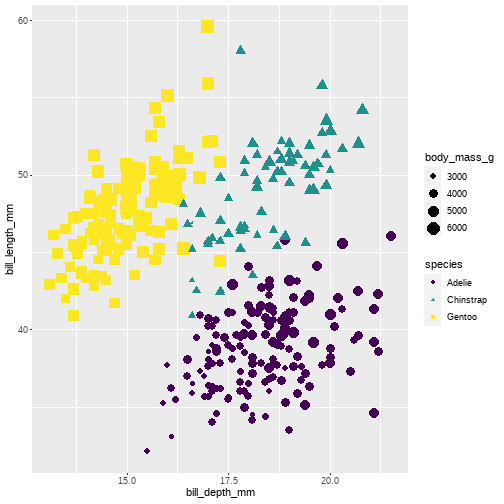 60
50
40
bill_length_mm
15.0
17.5
20.0
bill_depth_mm
body_mass_g
3000
4000
5000
6000
species
Adelie
Chinstrap
Gentoo